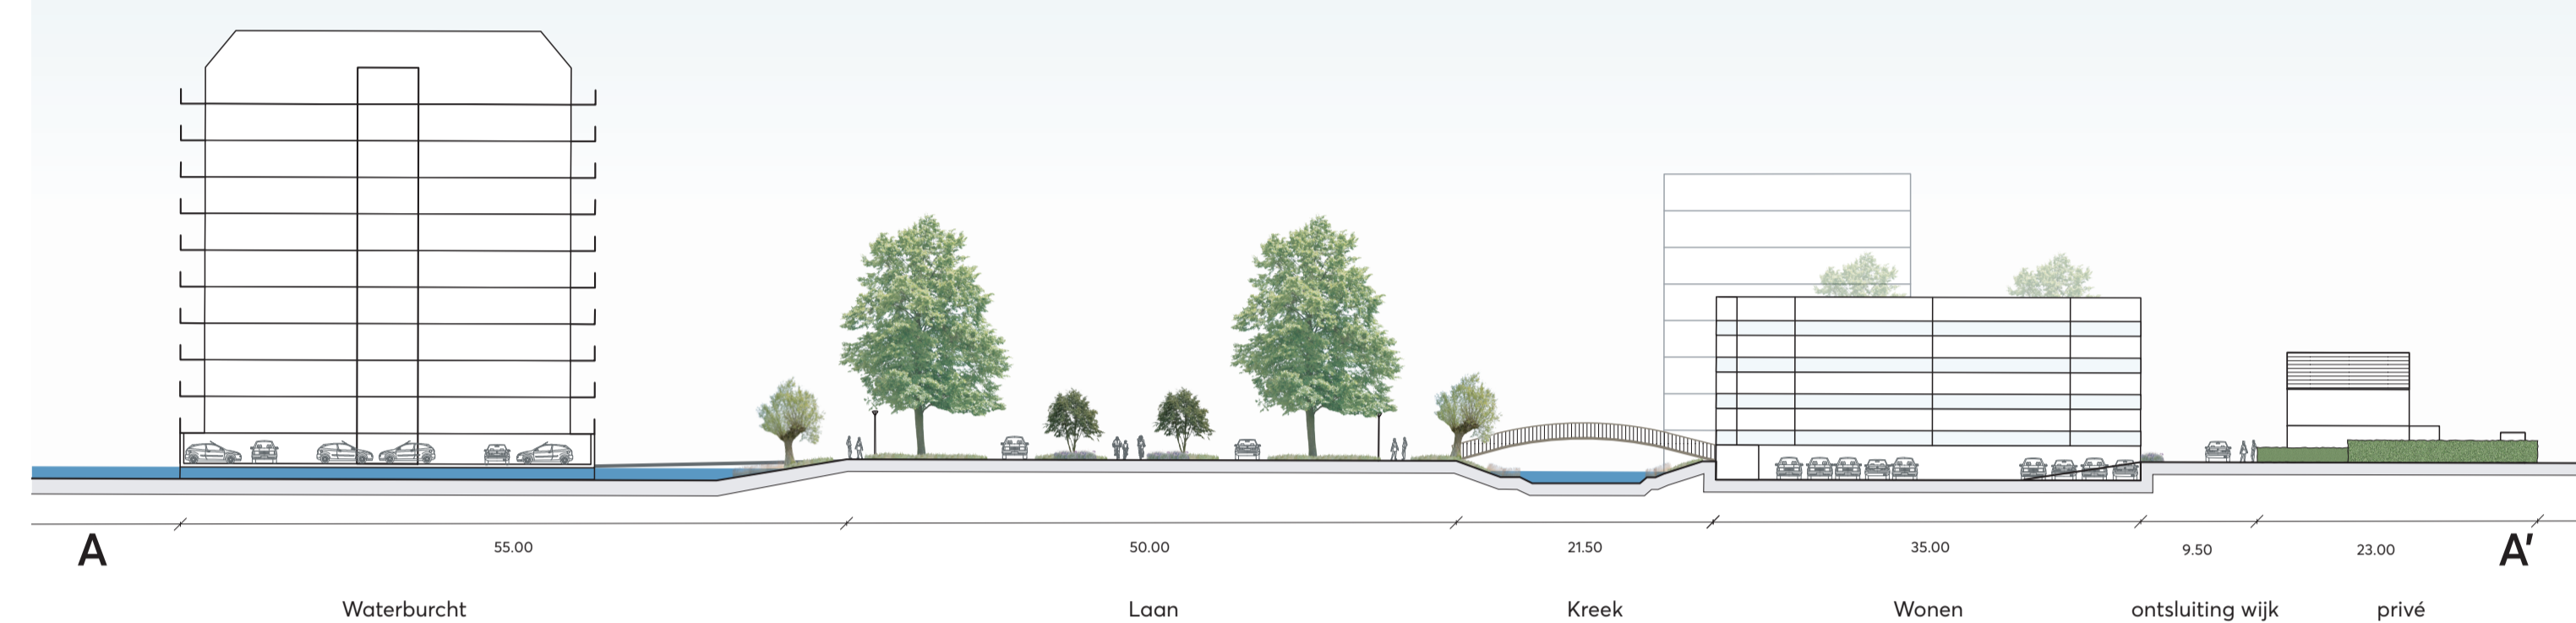 A A'
55.00 50.00 21.50 35.00 9.50 23.00
Waterburcht Laan Kreek Wonen ontsluiting wijk privé